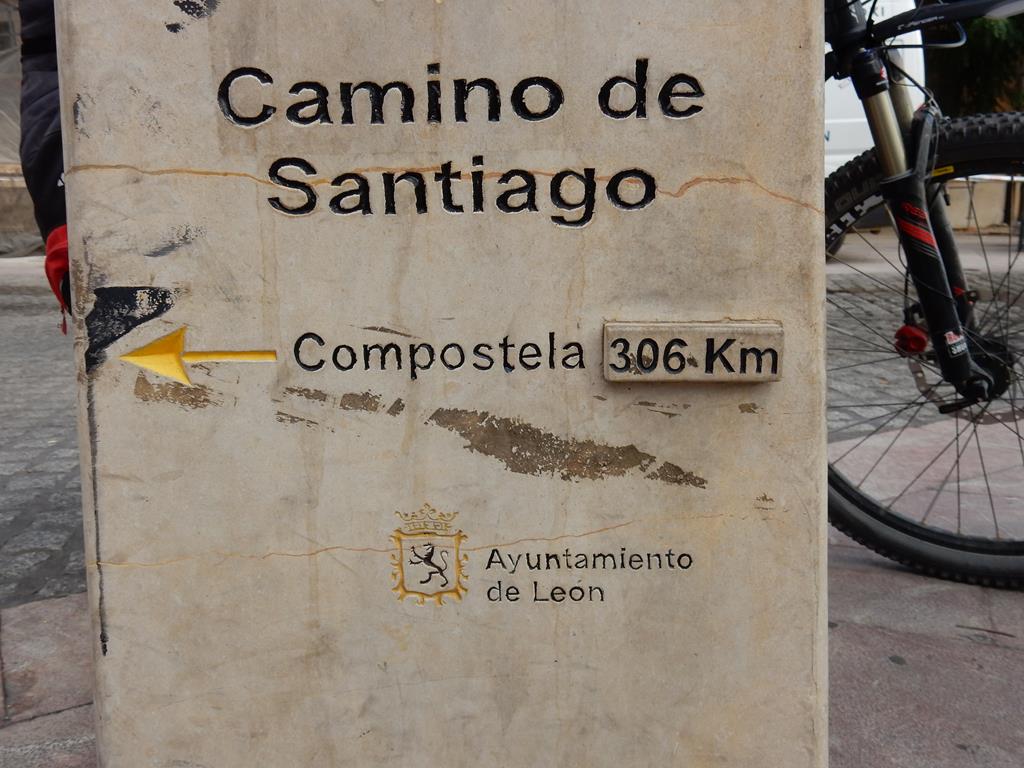 Camino de
Santiago
Compostela 306 Km
Ayuntamiento
de León